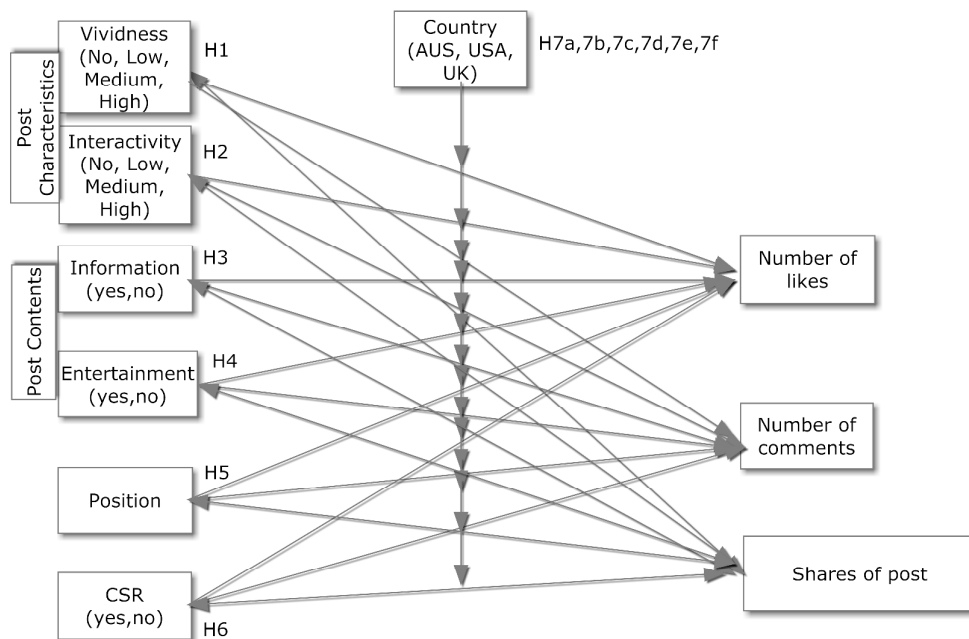 Vividness
(No, Low,
Medium,
High)
H1
Post
Characteristics
Interactivity
(No, Low,
Medium,
High)
H2
Country
(AUS, USA,
UK)
H7a,7b,7c,7d,7e,7f
Information
(yes,no)
H3
Post Contents
Entertainment
(yes,no)
H4
Position
H5
CSR
(yes,no)
H6
Number of
likes
Number of
comments
Shares of post